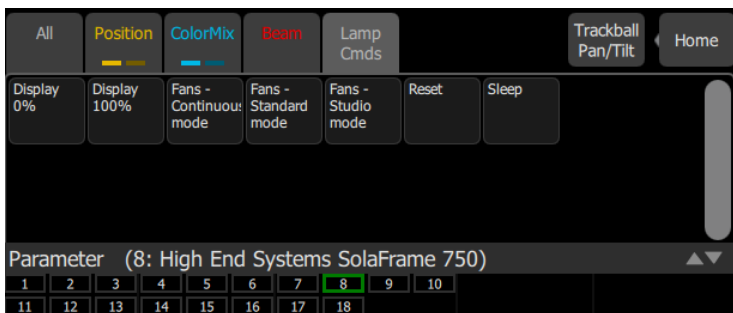 All
Position
ColorMix
Beam
Lamp
Cmds
Trackball
Pan/Tilt
Home
Display
0%
Display
100%
Fans -
Continuous
mode
Fans -
Standard
mode
Fans -
Studio
mode
Reset
Sleep
Parameter (8: High End Systems SolaFrame 750)
1 2 3 4 5 6 7 8 9 10
11 12 13 14 15 16 17 18